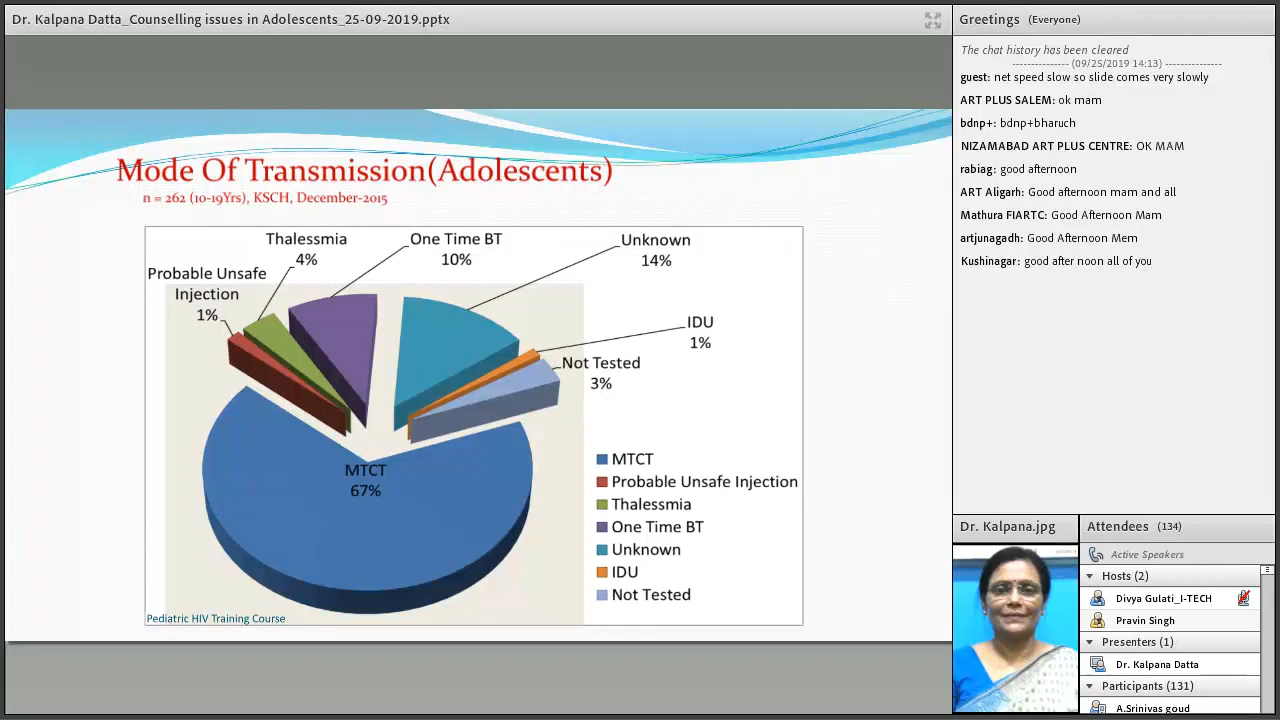 Dr. Kalpana Datta_Counselling issues in Adolescents_25-09-2019.pptx
Mode Of Transmission(Adolescents)
n = 262 (10-19Yrs), KSCH, December-2015
Thalessmia
4%
One Time BT
10%
Unknown
14%
Probable Unsafe
Injection
1%
IDU
1%
Not Tested
3%
MTCT
67%
MTCT
Probable Unsafe Injection
Thalessmia
One Time BT
Unknown
IDU
Not Tested
Pediatric HIV Training Course
Greetings (Everyone)
The chat history has been cleared
--------------- (09/25/2019 14:13) ---------------
guest: net speed slow so slide comes very slowly
ART PLUS SALEM: ok mam
bdnp+: bdnp+bharuch
NIZAMABAD ART PLUS CENTRE: OK MAM
rabiag: good afternoon
ART Aligarh: Good afternoon mam and all
Mathura FIARTC: Good Afternoon Mam
artjunagadh: Good Afternoon Mem
Kushinagar: good after noon all of you
Dr. Kalpana.jpg
Attendees (134)
Active Speakers
Hosts (2)
Divya Gulati_I-TECH
Pravin Singh
Presenters (1)
Dr. Kalpana Datta
Participants (131)
A.Srinivas goud